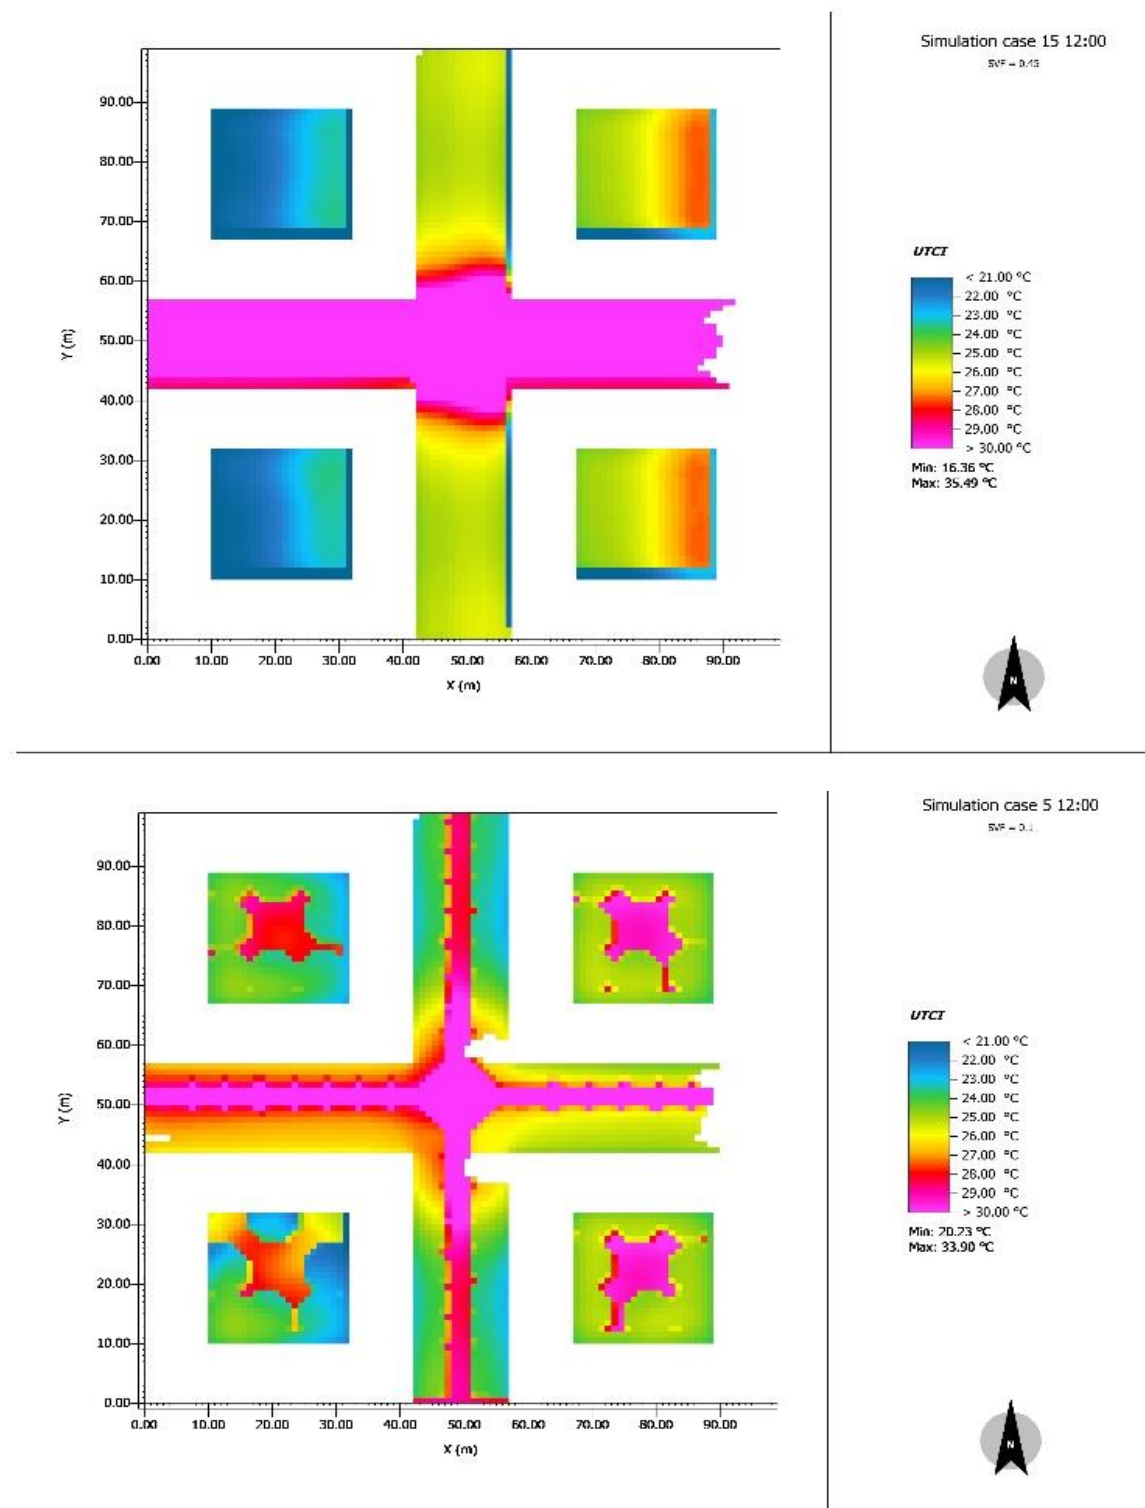 Simulation case 15 12:00
SVF = 0.45
90.00
80.00
70.00
60.00
50.00
40.00
30.00
20.00
10.00
0.00
Y (m)
0.00 10.00 20.00 30.00 40.00 50.00 60.00 70.00 80.00 90.00
X (m)
UTCI
< 21.00 °C
22.00 °C
23.00 °C
24.00 °C
25.00 °C
26.00 °C
27.00 °C
28.00 °C
29.00 °C
> 30.00 °C
Min: 16.36 °C
Max: 35.49 °C
N
Simulation case 5 12:00
SVF = 0.1
90.00
80.00
70.00
60.00
50.00
40.00
30.00
20.00
10.00
0.00
Y (m)
0.00 10.00 20.00 30.00 40.00 50.00 60.00 70.00 80.00 90.00
X (m)
UTCI
< 21.00 °C
22.00 °C
23.00 °C
24.00 °C
25.00 °C
26.00 °C
27.00 °C
28.00 °C
29.00 °C
> 30.00 °C
Min: 20.23 °C
Max: 33.90 °C
N